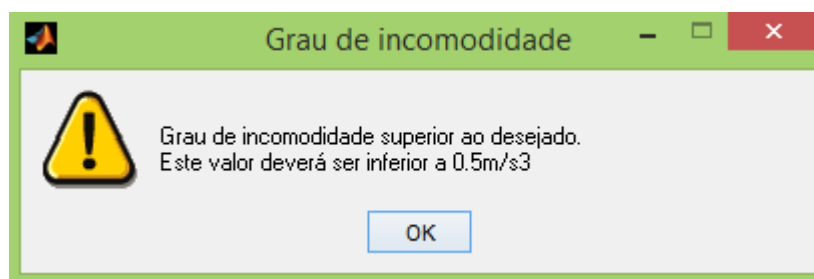 Grau de incomodidade
Grau de incomodidade superior ao desejado.
Este valor deverá ser inferior a 0.5m/s3
OK